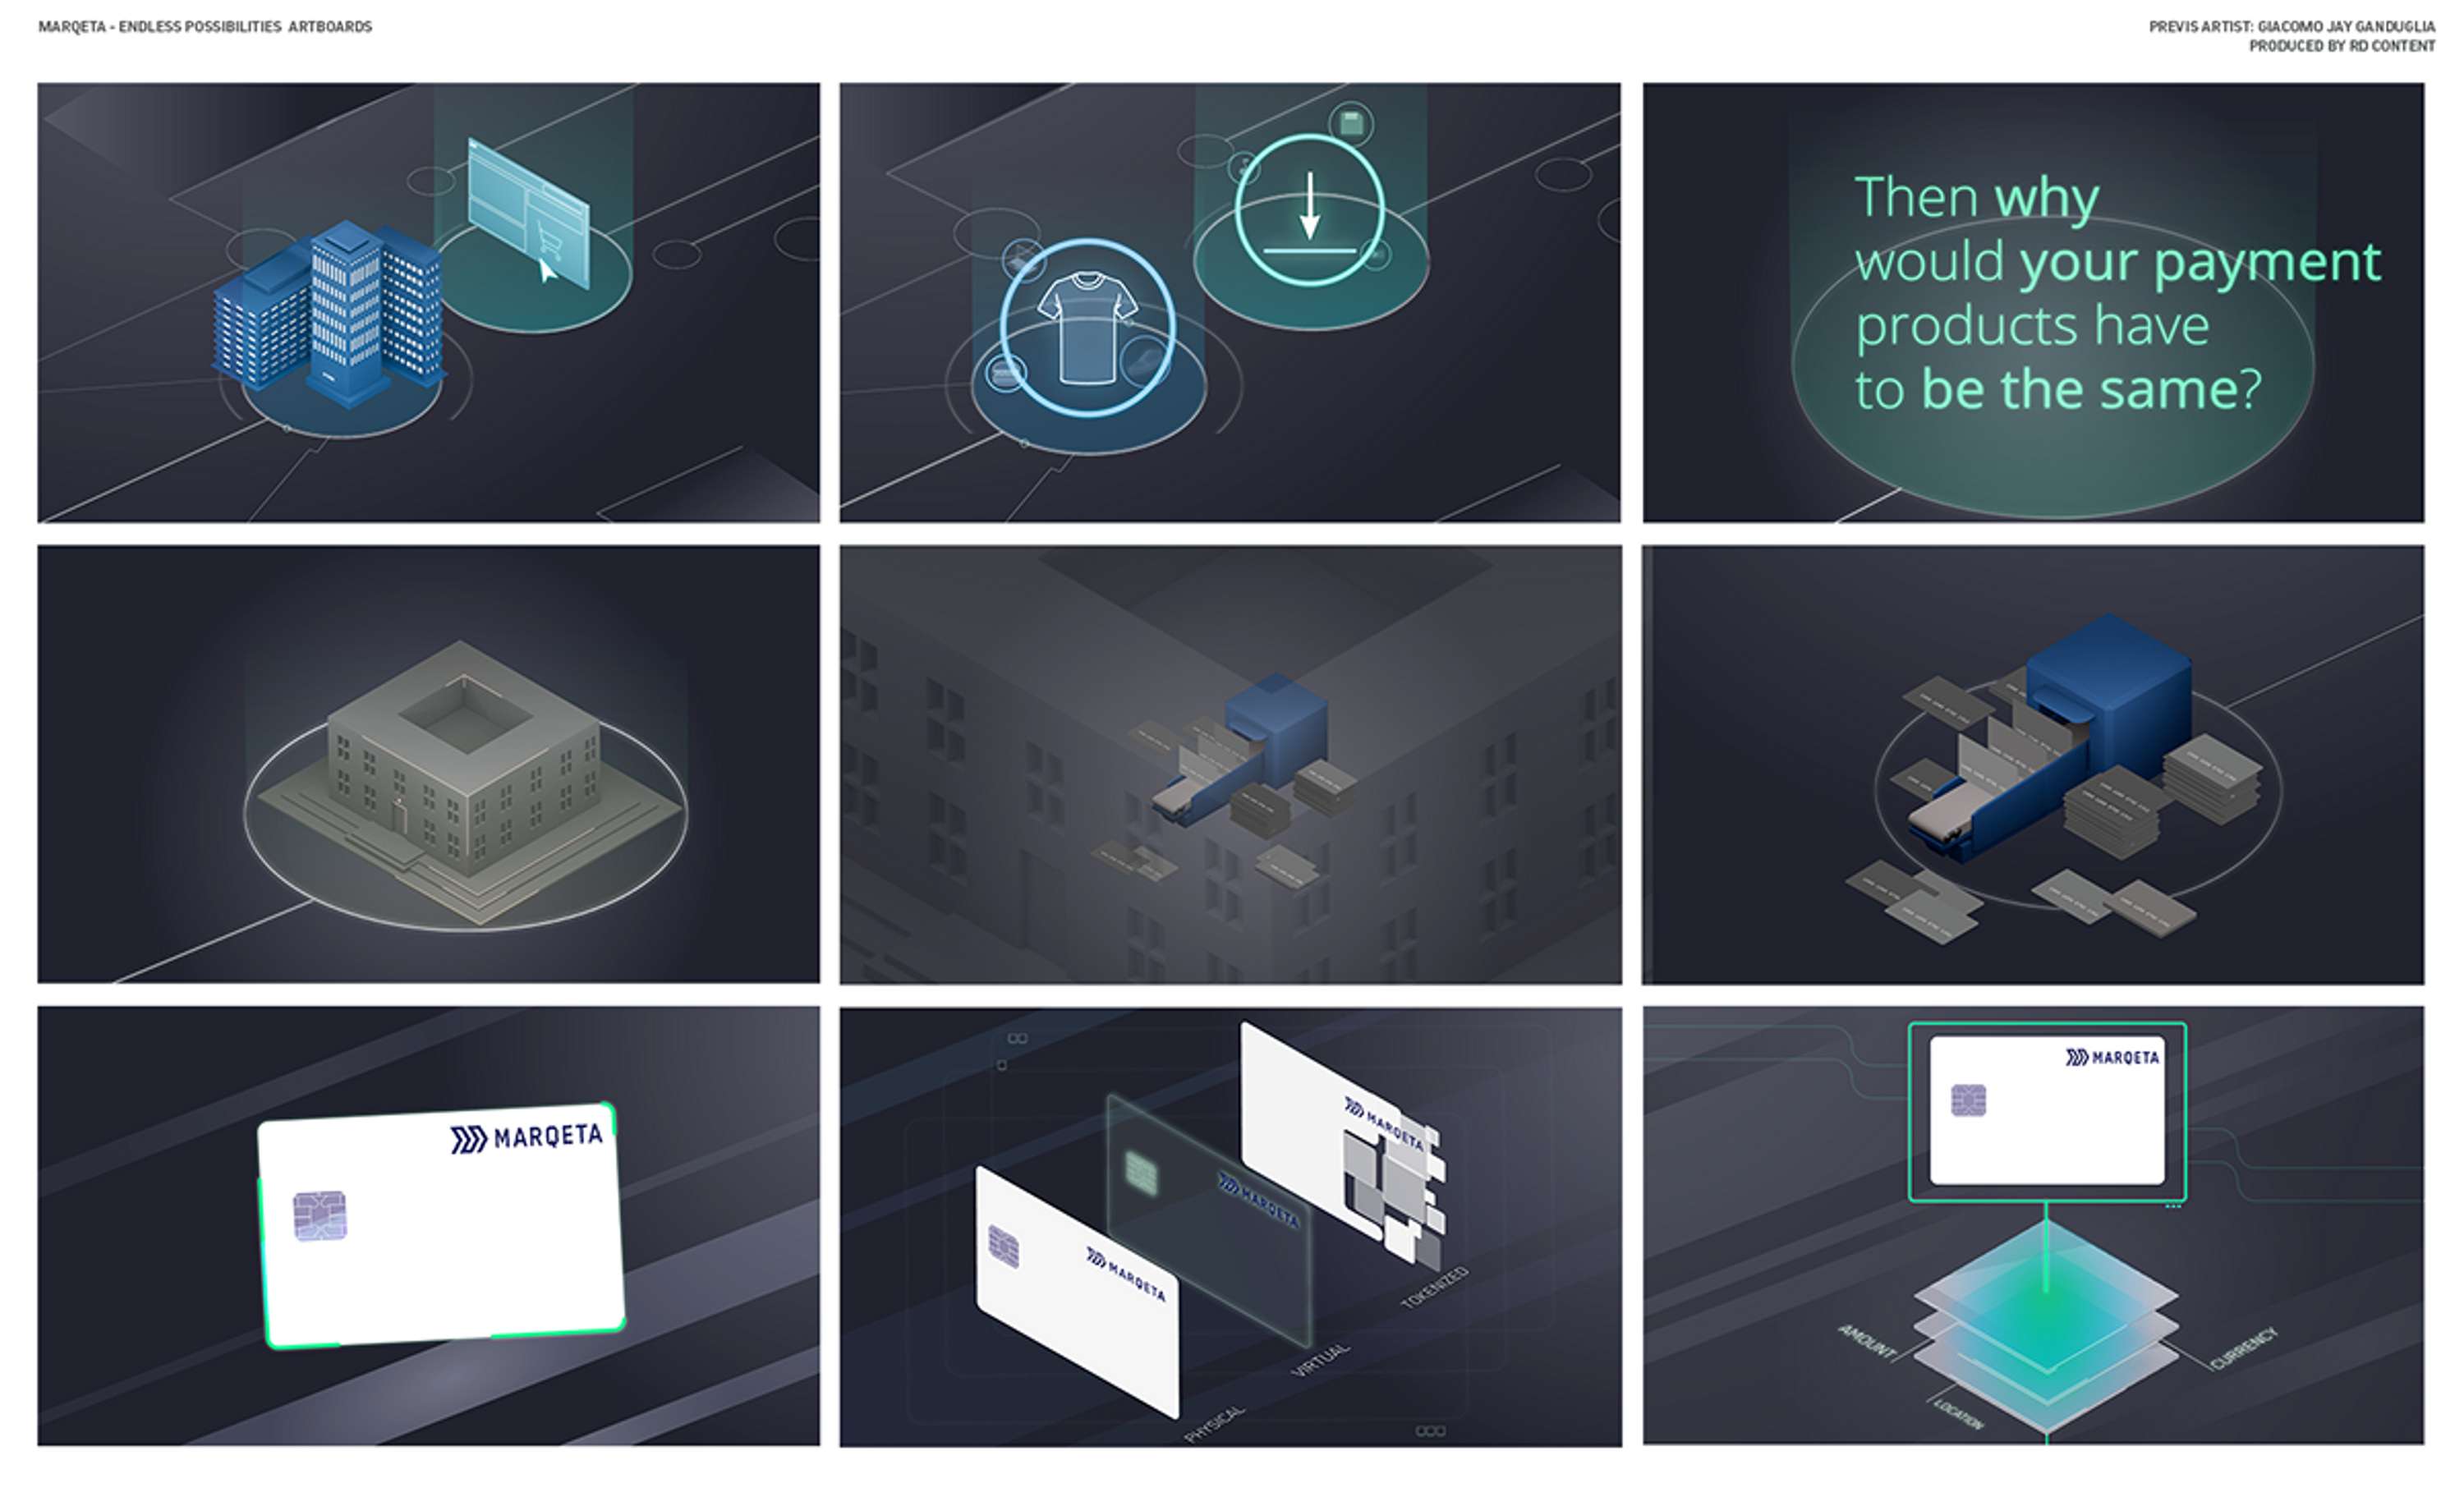 MARQETA - ENDLESS POSSIBILITIES ARTBOARDS
PREVIS ARTIST: GIACOMO JAY GANDUGLIA
PRODUCED BY RD CONTENT
Then why
would your payment
products have
to be the same?
MARQETA
MARQETA
MARQETA
MARQETA
TOKENIZED
VIRTUAL
PHYSICAL
MARQETA
AMOUNT
CURRENCY
LOCATION